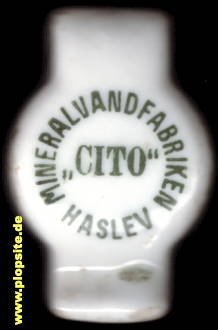 MINERALVANDFABRIKEN
„CITO“
HASLEV
www.plopsite.de